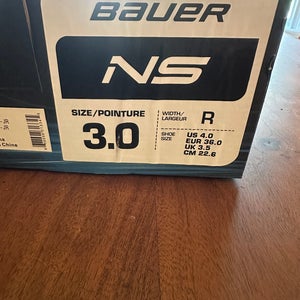 BAUER
NS
SIZE/POINTURE
3.0
WIDTH/
LARGEUR
R
SHOE
SIZE
US 4.0
EUR 36.0
UK 3.5
CM 22.6
China